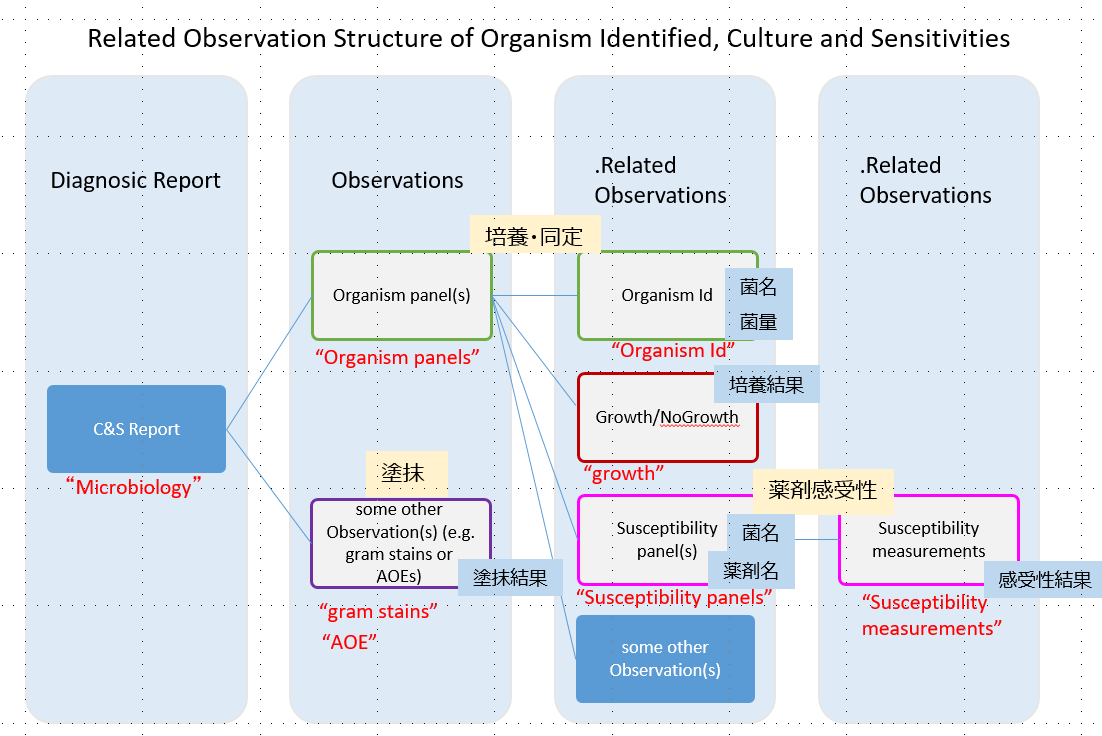 Related Observation Structure of Organism Identified, Culture and Sensitivities
Diagnosic Report
Observations
.Related
Observations
.Related
Observations
培養・同定
Organism panel(s)
“Organism panels”
Organism Id
菌名
菌量
“Organism Id”
培養結果
Growth/NoGrowth
“growth”
C&S Report
“Microbiology”
塗抹
some other
Observation(s) (e.g.
gram stains or
AOEs)
塗抹結果
“gram stains”
“AOE”
薬剤感受性
Susceptibility
panel(s)
菌名
薬剤名
“Susceptibility panels”
Susceptibility
measurements
感受性結果
“Susceptibility
measurements”
some other
Observation(s)